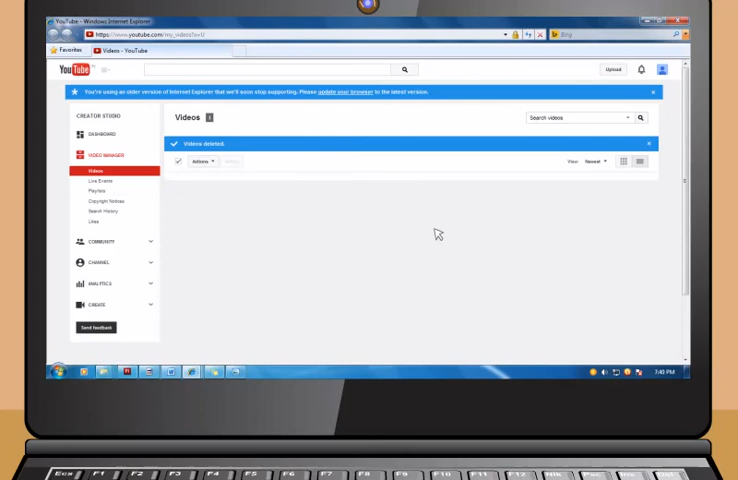 YouTube - Windows Internet Explorer
https://www.youtube.com/my_videos?o=U
Bing
Favorites
Videos - YouTube
YouTube
Upload
You're using an older version of Internet Explorer that we'll soon stop supporting. Please update your browser to the latest version.
CREATOR STUDIO
Videos
Search videos
DASHBOARD
Videos deleted.
VIDEO MANAGER
Actions
View: Newest
Videos
Live Events
Playlists
Copyright Notices
Search History
Likes
COMMUNITY
CHANNEL
ANALYTICS
CREATE
Send feedback
7:40 PM
Esc F1 F2 F3 F4 F5 F6 F7 F8 F9 F10 F11 F12